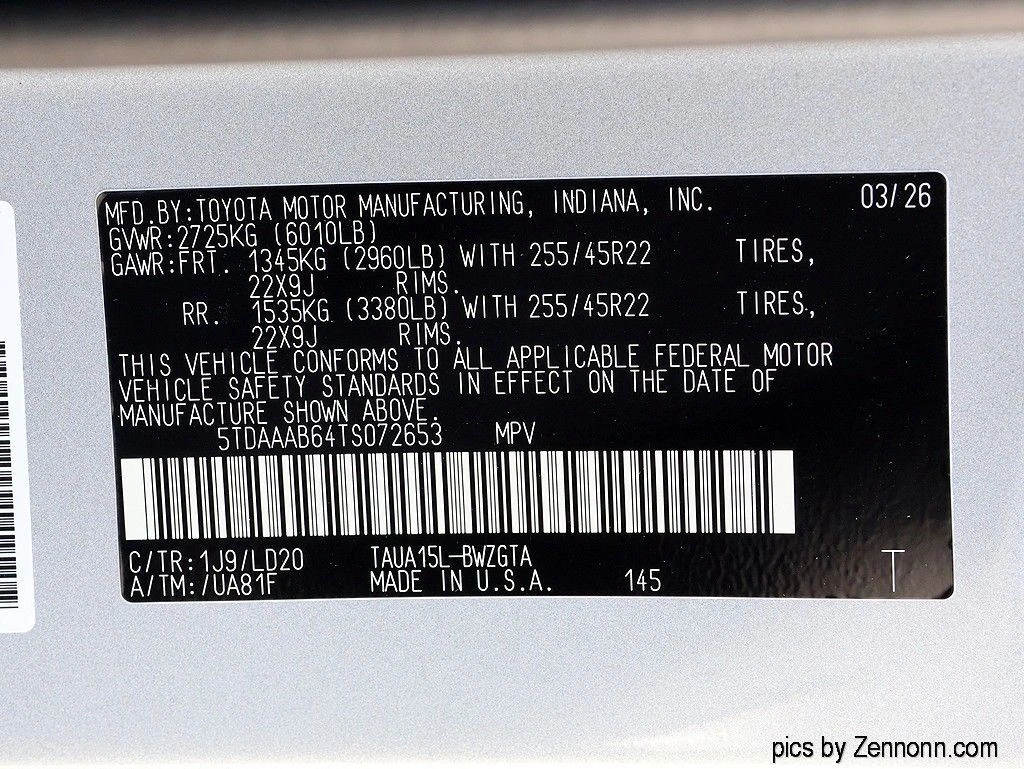 MFD.BY:TOYOTA MOTOR MANUFACTURING, INDIANA, INC. 03/26
GVWR:2725KG (6010LB)
GAWR:FRT. 1345KG (2960LB) WITH 255/45R22 TIRES,
22X9J RIMS.
RR. 1535KG (3380LB) WITH 255/45R22 TIRES,
22X9J RIMS.
THIS VEHICLE CONFORMS TO ALL APPLICABLE FEDERAL MOTOR
VEHICLE SAFETY STANDARDS IN EFFECT ON THE DATE OF
MANUFACTURE SHOWN ABOVE.
5TDAAAB64TS072653 MPV
C/TR:1J9/LD20 TAUA15L-BWZGTA
A/TM:/UA81F MADE IN U.S.A. 145 T
pics by Zennonn.com